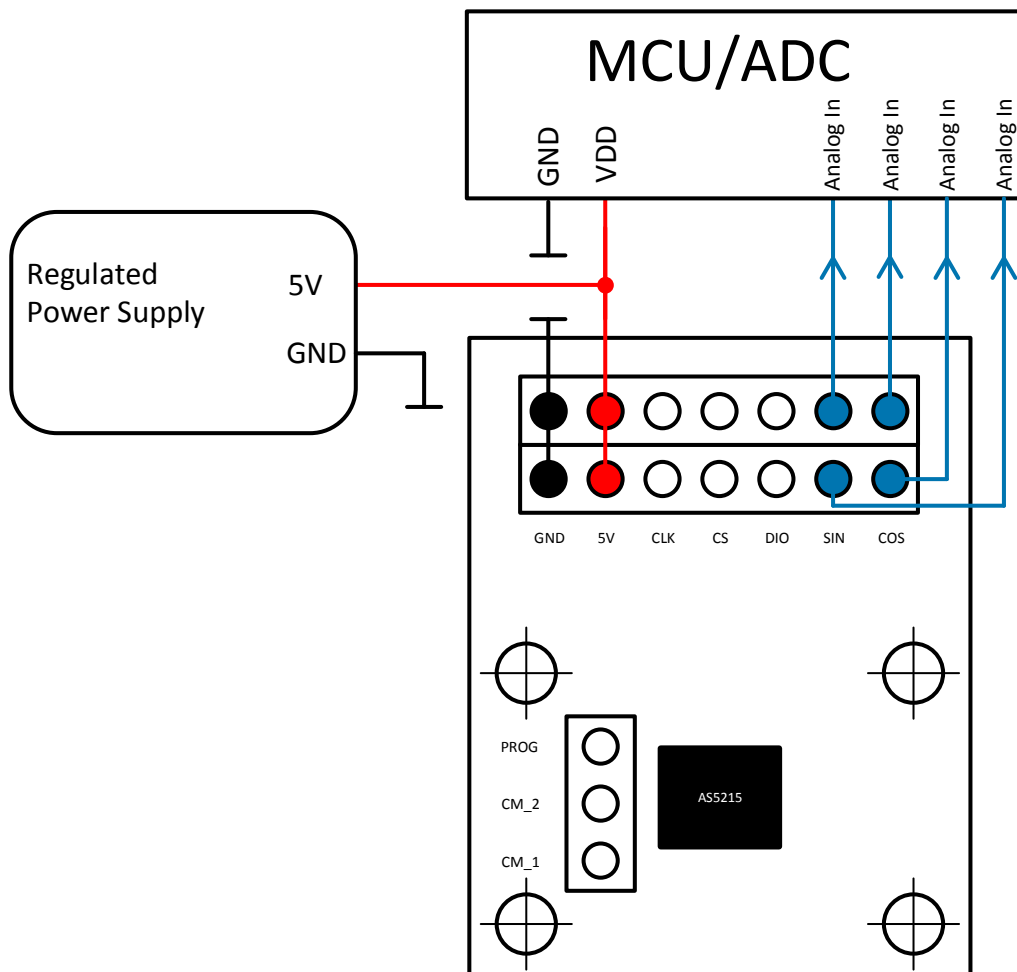 MCU/ADC
GND
VDD
Analog In
Analog In
Analog In
Analog In
Regulated
Power Supply
5V
GND
GND
5V
CLK
CS
DIO
SIN
COS
PROG
CM_2
CM_1
AS5215